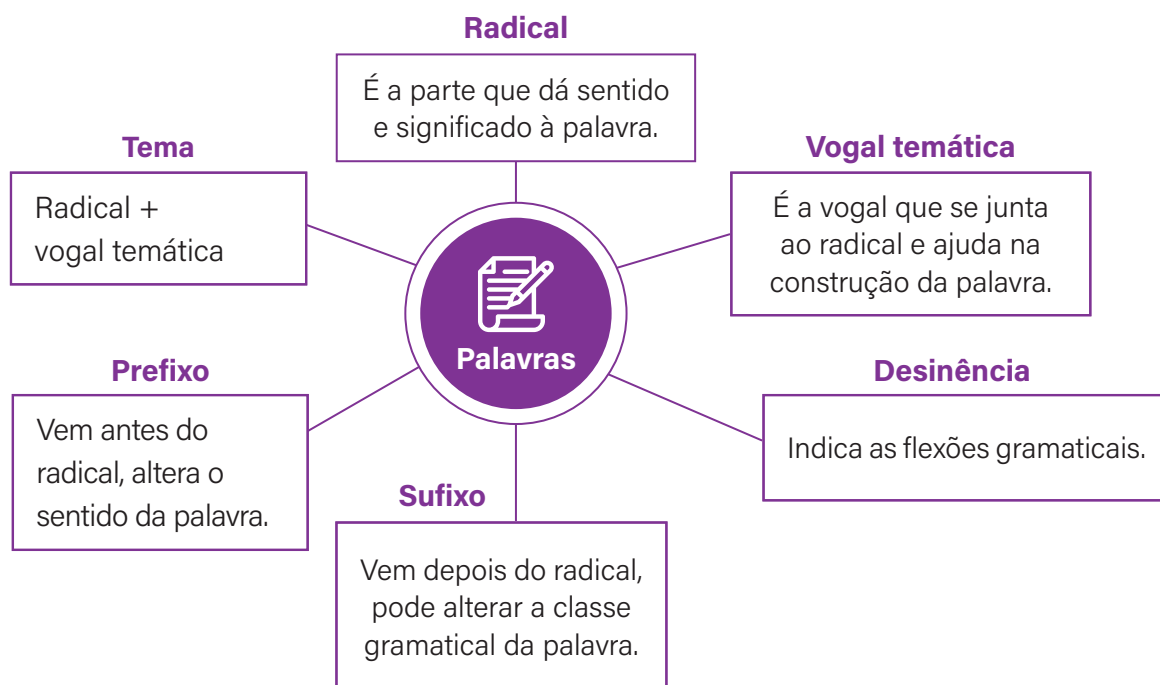 Radical
É a parte que dá sentido
e significado à palavra.
Tema
Radical +
vogal temática
Vogal temática
É a vogal que se junta
ao radical e ajuda na
construção da palavra.
Palavras
Prefixo
Vem antes do
radical, altera o
sentido da palavra.
Desinência
Indica as flexões gramaticais.
Sufixo
Vem depois do radical,
pode alterar a classe
gramatical da palavra.